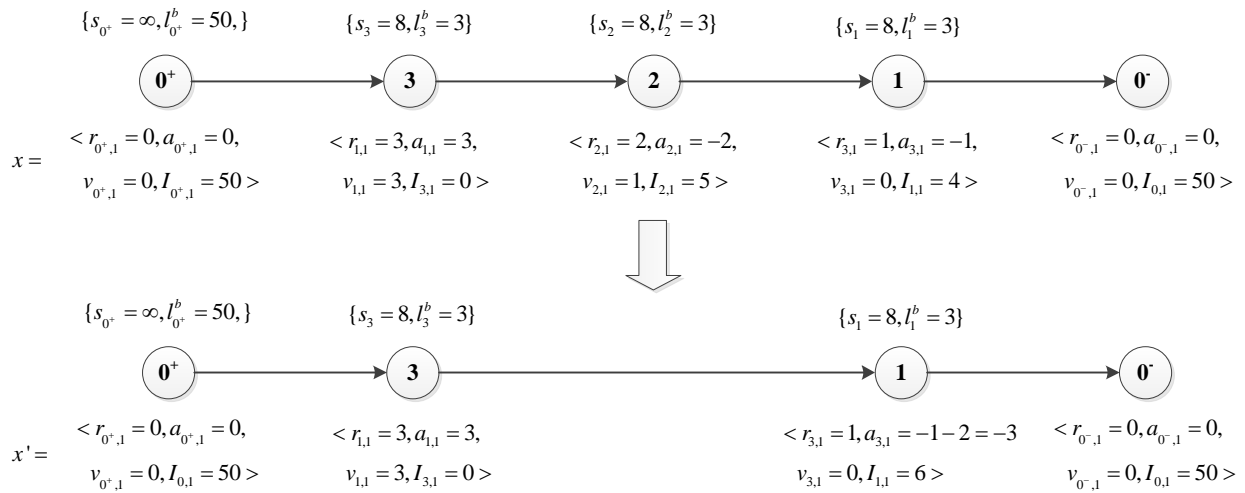 {s_{0^+} = ∞, l^b_{0^+} = 50,} {s_3 = 8, l^b_3 = 3} {s_2 = 8, l^b_2 = 3} {s_1 = 8, l^b_1 = 3}
0^+ 3 2 1 0^-
< r_{0^+,1} = 0, a_{0^+,1} = 0, < r_{1,1} = 3, a_{1,1} = 3, < r_{2,1} = 2, a_{2,1} = −2, < r_{3,1} = 1, a_{3,1} = −1, < r_{0^-,1} = 0, a_{0^-,1} = 0,
x =
v_{0^+,1} = 0, I_{0^+,1} = 50 > v_{1,1} = 3, I_{3,1} = 0 > v_{2,1} = 1, I_{2,1} = 5 > v_{3,1} = 0, I_{1,1} = 4 > v_{0^-,1} = 0, I_{0,1} = 50 >
{s_{0^+} = ∞, l^b_{0^+} = 50,} {s_3 = 8, l^b_3 = 3} {s_1 = 8, l^b_1 = 3}
0^+ 3 1 0^-
< r_{0^+,1} = 0, a_{0^+,1} = 0, < r_{1,1} = 3, a_{1,1} = 3, < r_{3,1} = 1, a_{3,1} = −1 − 2 = −3 < r_{0^-,1} = 0, a_{0^-,1} = 0,
x' =
v_{0^+,1} = 0, I_{0,1} = 50 > v_{1,1} = 3, I_{3,1} = 0 > v_{3,1} = 0, I_{1,1} = 6 > v_{0^-,1} = 0, I_{0,1} = 50 >